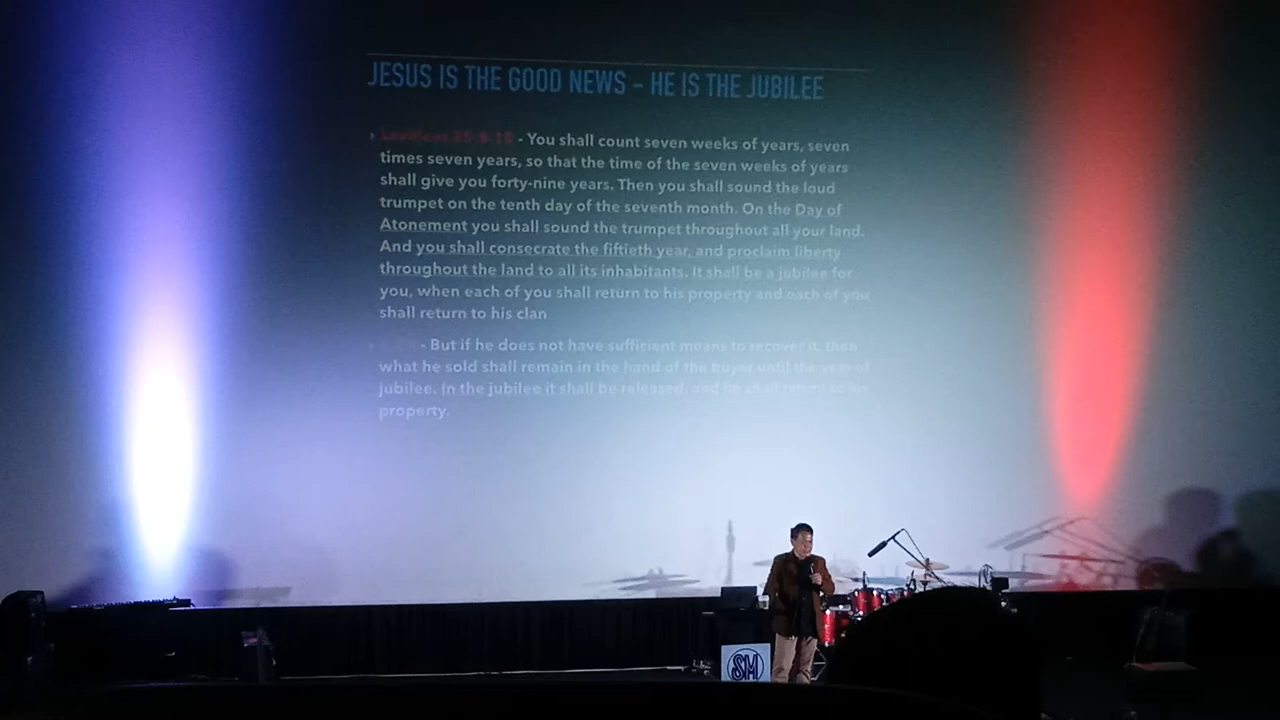 JESUS IS THE GOOD NEWS – HE IS THE JUBILEE
- You shall count seven weeks of years, seven
times seven years, so that the time of the seven weeks of years
shall give you forty-nine years. Then you shall sound the loud
trumpet on the tenth day of the seventh month. On the Day of
Atonement you shall sound the trumpet throughout all your land.
And you shall consecrate the fiftieth year, and proclaim liberty
throughout the land to all its inhabitants. It shall be a jubilee for
you, when each of you shall return to his property and each of you
shall return to his clan
- But if he does not have sufficient means to recover it, then
what he sold shall remain in the hand of the buyer until the year of
jubilee. In the jubilee it shall be released, and he shall return to his
property.
SM